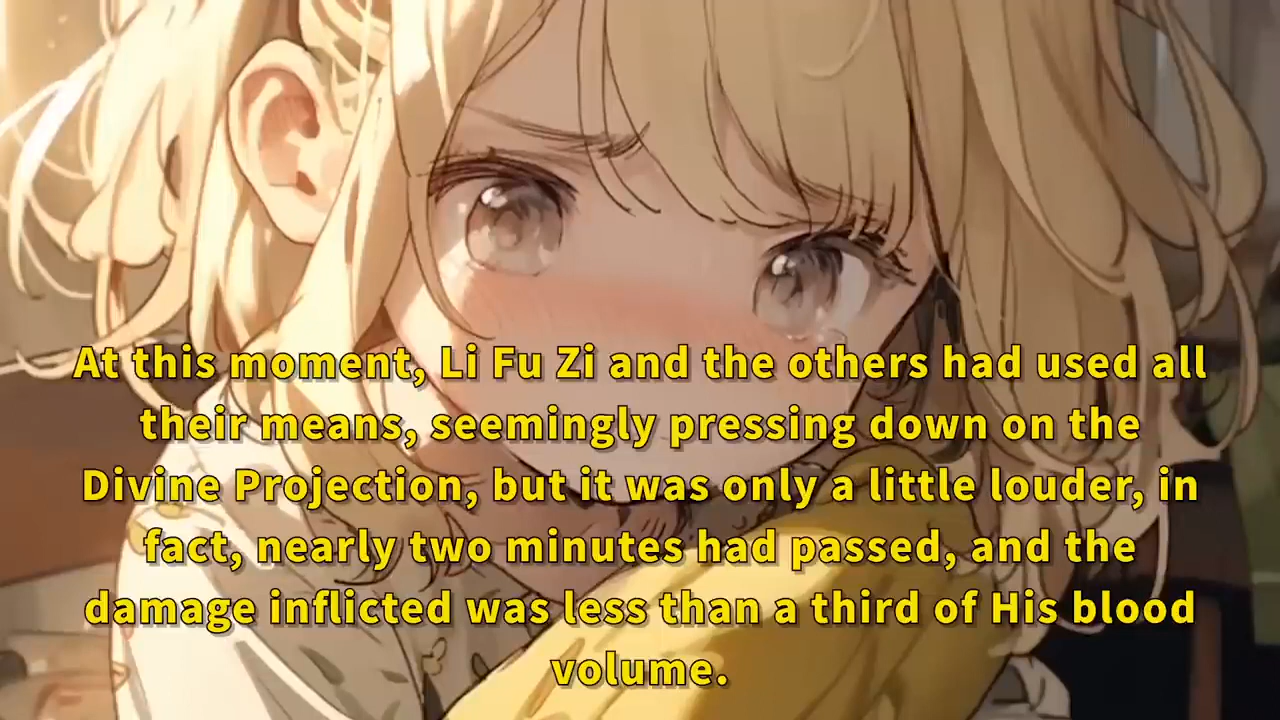 At this moment, Li Fu Zi and the others had used all
their means, seemingly pressing down on the
Divine Projection, but it was only a little louder, in
fact, nearly two minutes had passed, and the
damage inflicted was less than a third of His blood
volume.